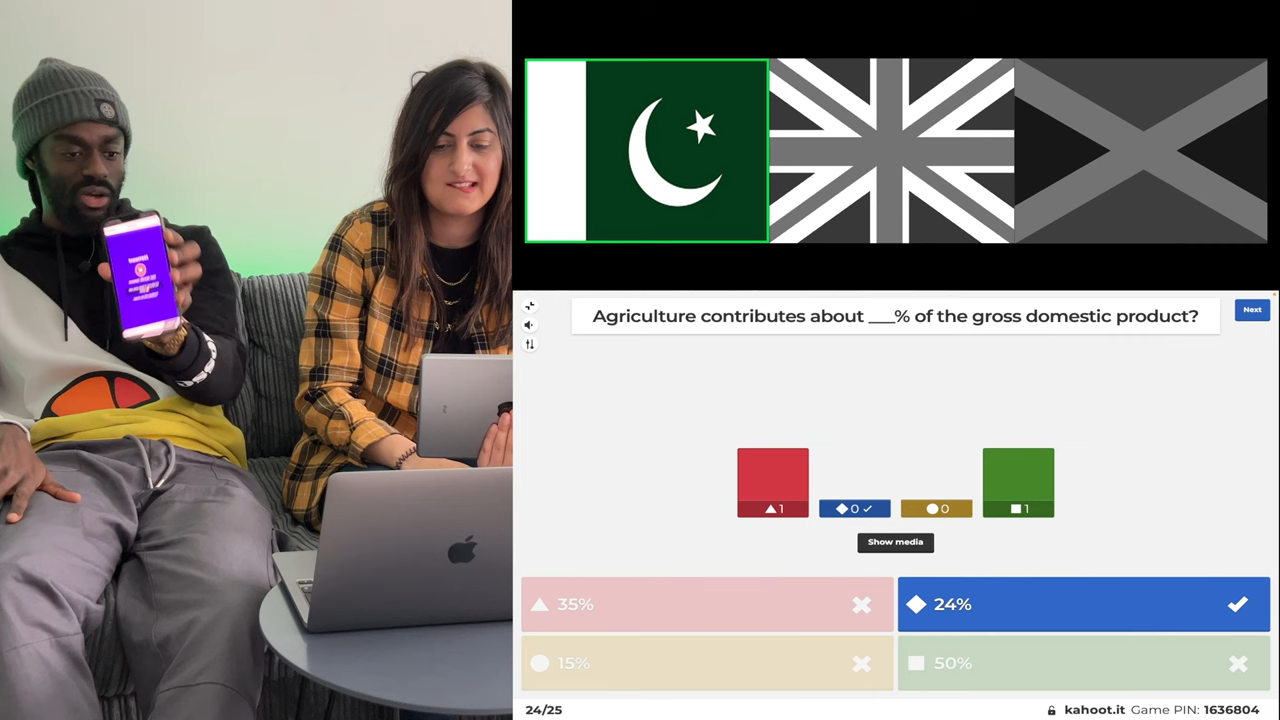 Agriculture contributes about ___% of the gross domestic product?
Next
1
0
0
1
Show media
35%
24%
15%
50%
24/25
kahoot.it Game PIN: 1636804